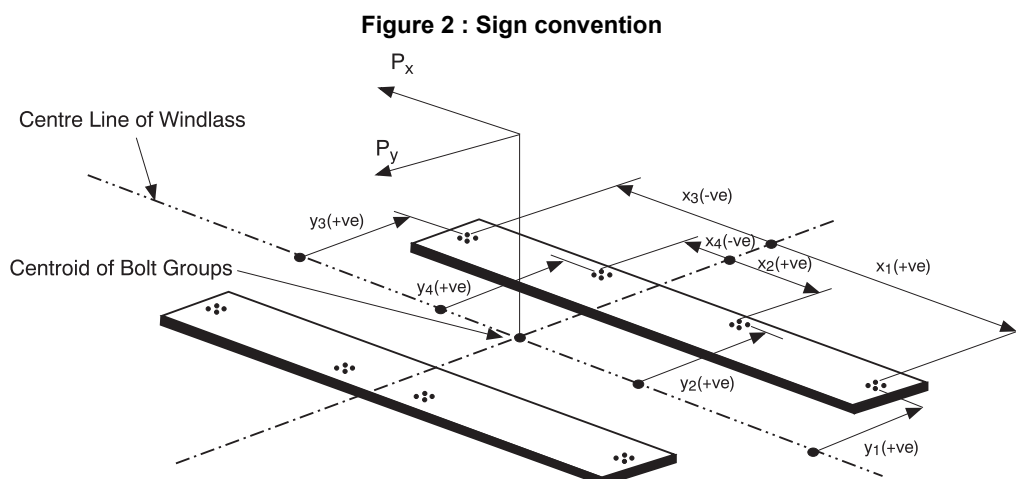 Figure 2 : Sign convention
Px
Centre Line of Windlass
Py
x3(-ve)
y3(+ve)
x4(-ve)
x2(+ve)
x1(+ve)
Centroid of Bolt Groups
y4(+ve)
y2(+ve)
y1(+ve)